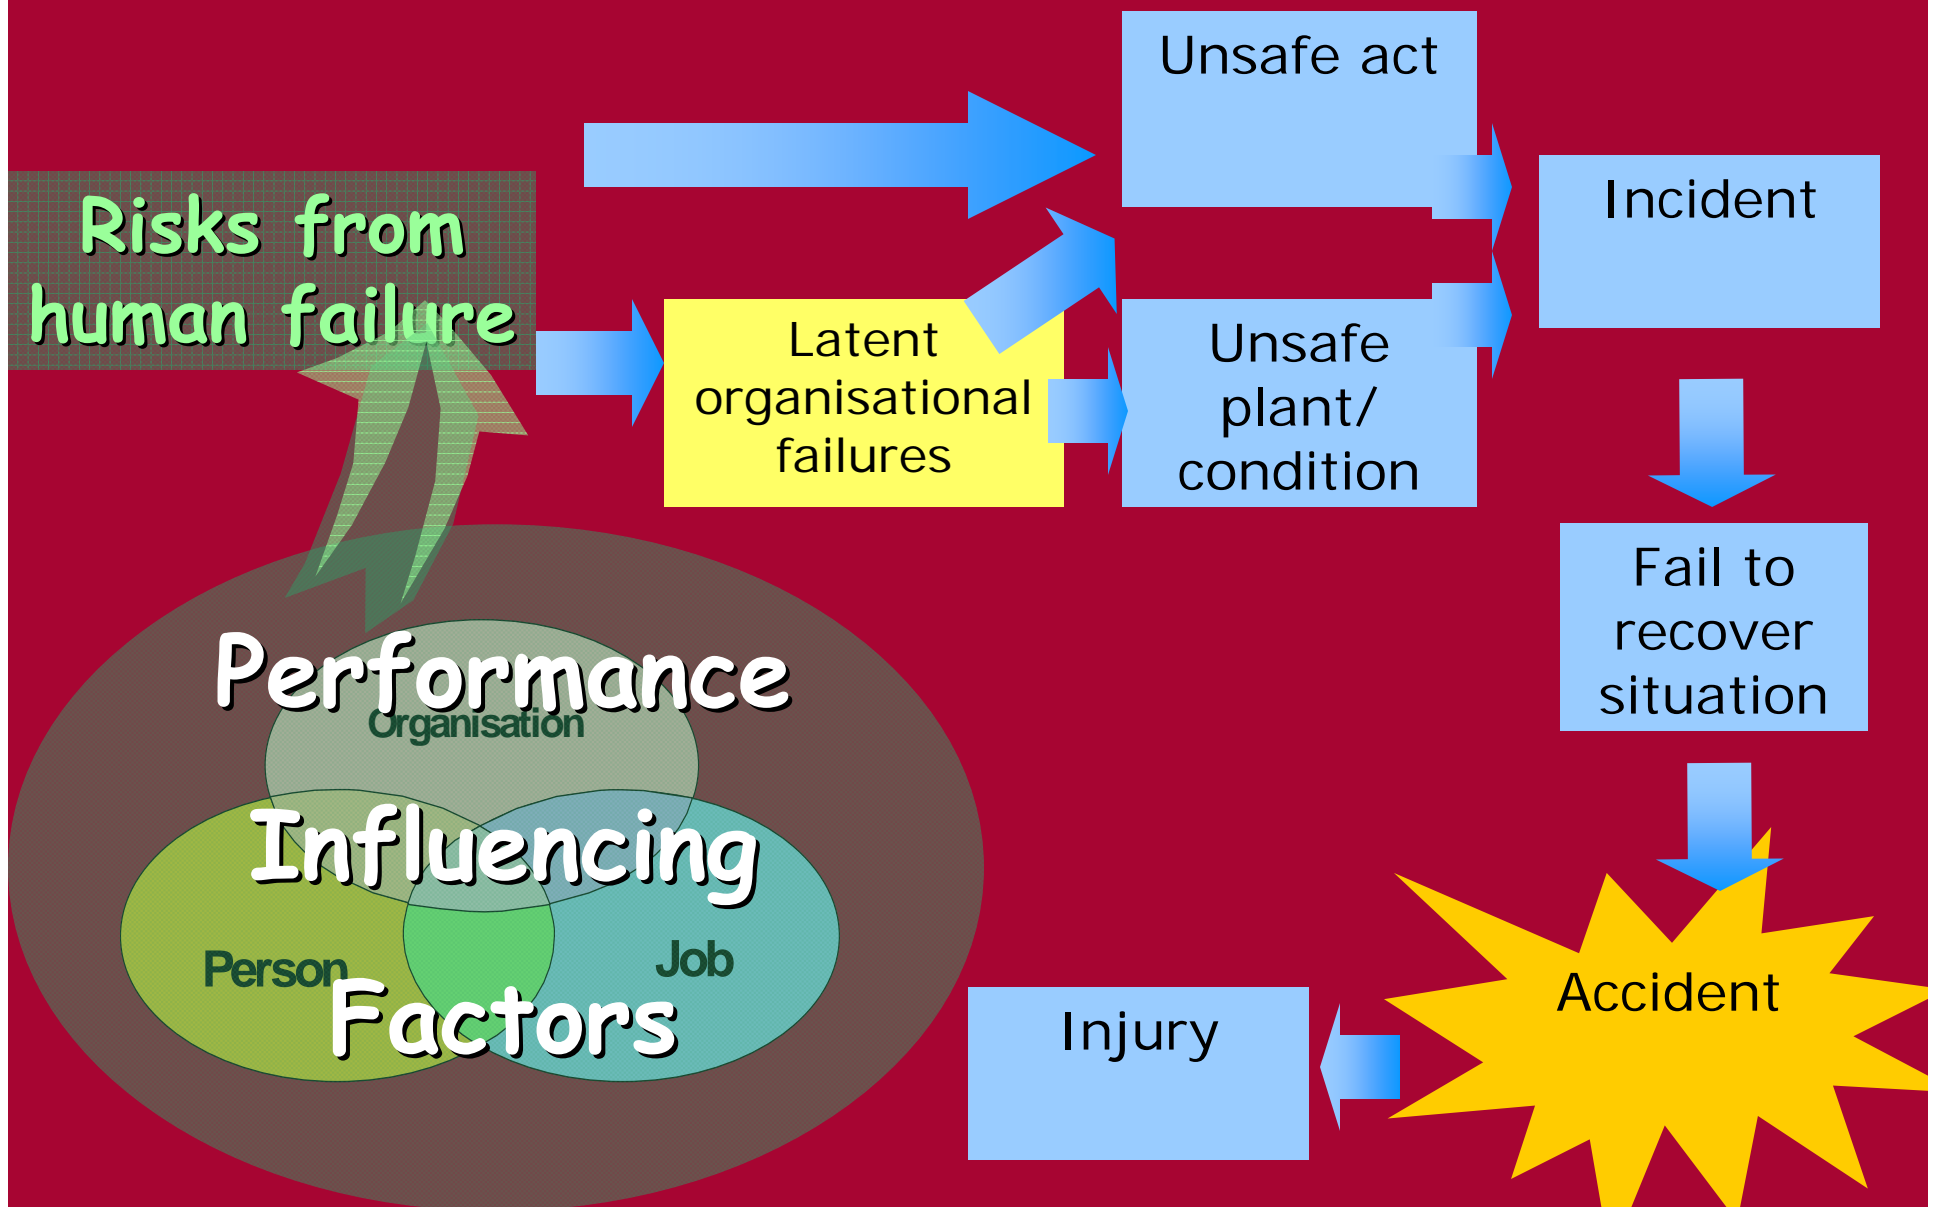 Unsafe act
Incident
Risks from
human failure
Latent
organisational
failures
Unsafe
plant/
condition
Fail to
recover
situation
Performance
Organisation
Influencing
Person
Job
Factors
Accident
Injury